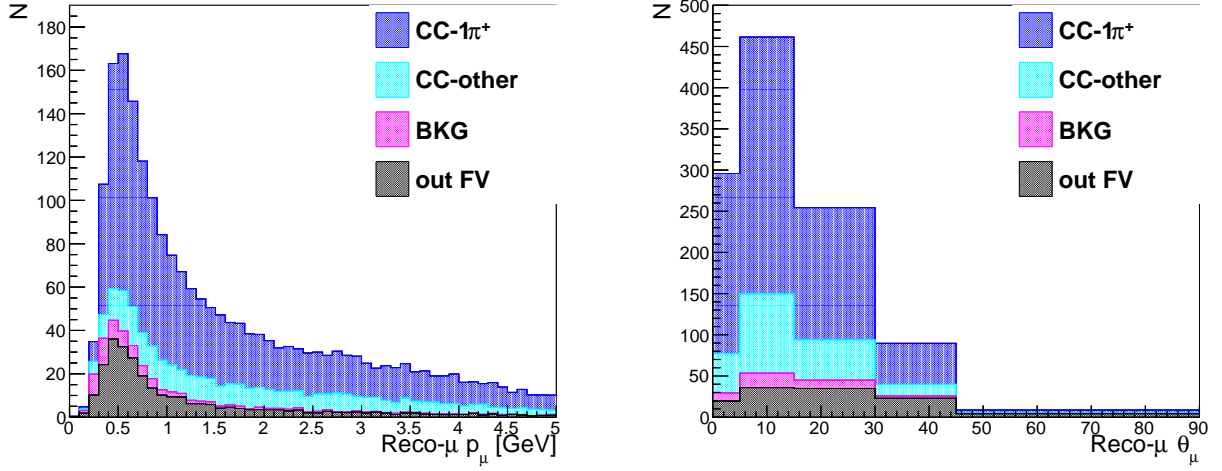 N
180
160
140
120
100
80
60
40
20
0
0 0.5 1 1.5 2 2.5 3 3.5 4 4.5 5
Reco-μ p_μ [GeV]
CC-1π⁺
CC-other
BKG
out FV
N
500
450
400
350
300
250
200
150
100
50
0
0 10 20 30 40 50 60 70 80 90
Reco-μ θ_μ
CC-1π⁺
CC-other
BKG
out FV